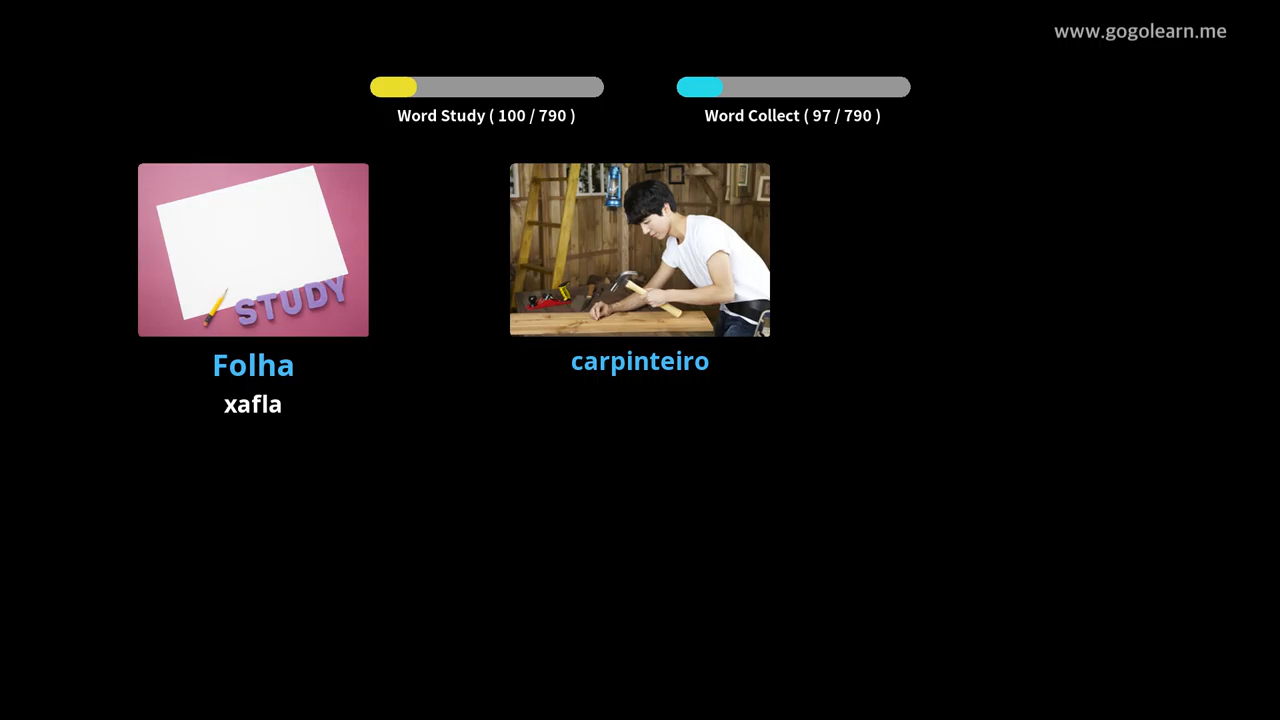 www.gogolearn.me
Word Study ( 100 / 790 )
Word Collect ( 97 / 790 )
STUDY
Folha
xafla
carpinteiro